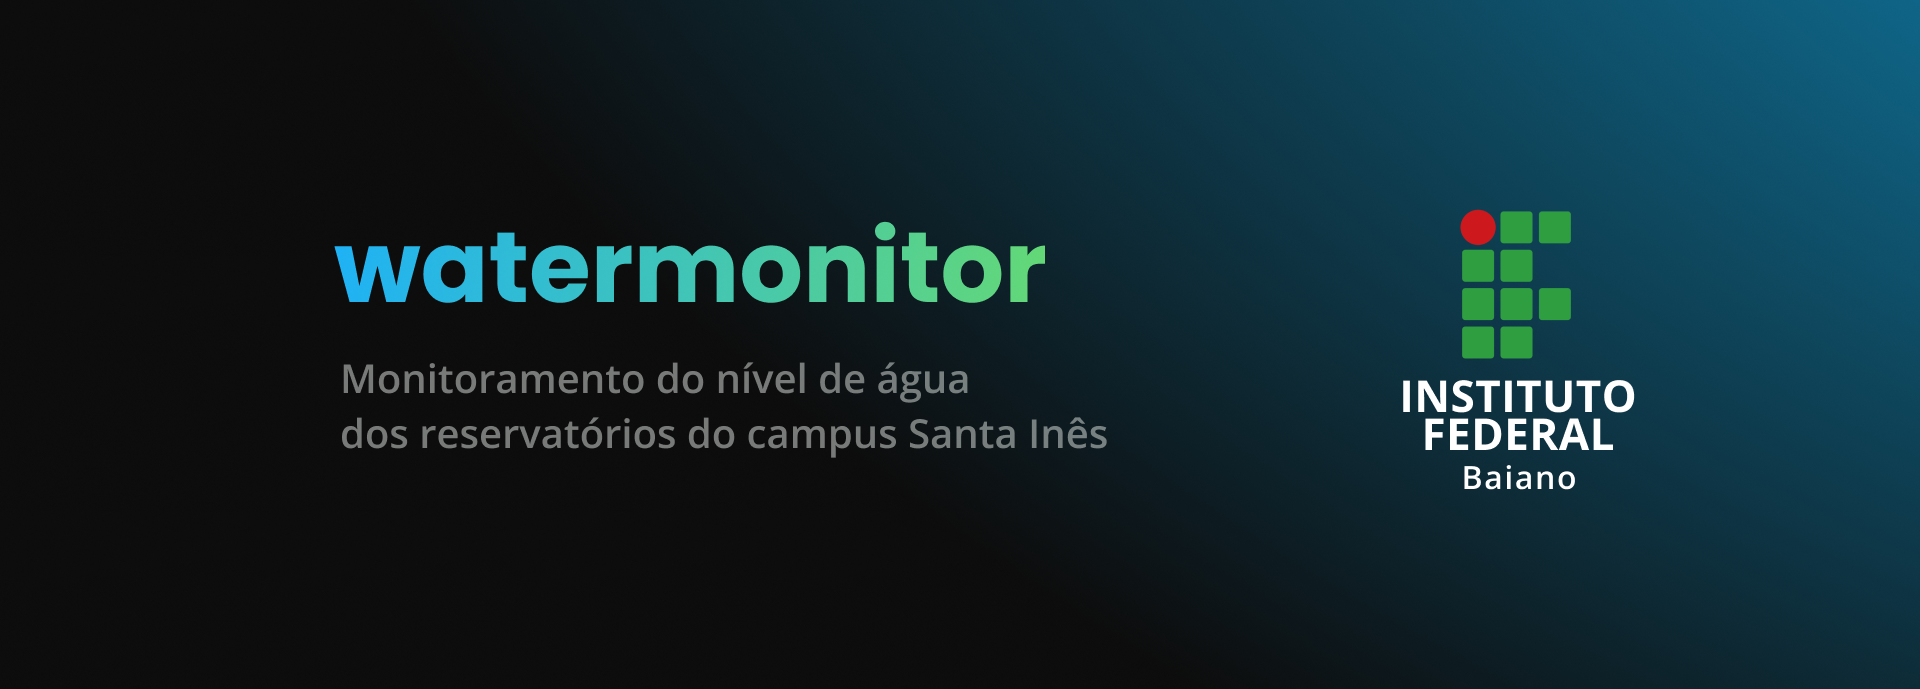 watermonitor
Monitoramento do nível de água
dos reservatórios do campus Santa Inês
INSTITUTO
FEDERAL
Baiano